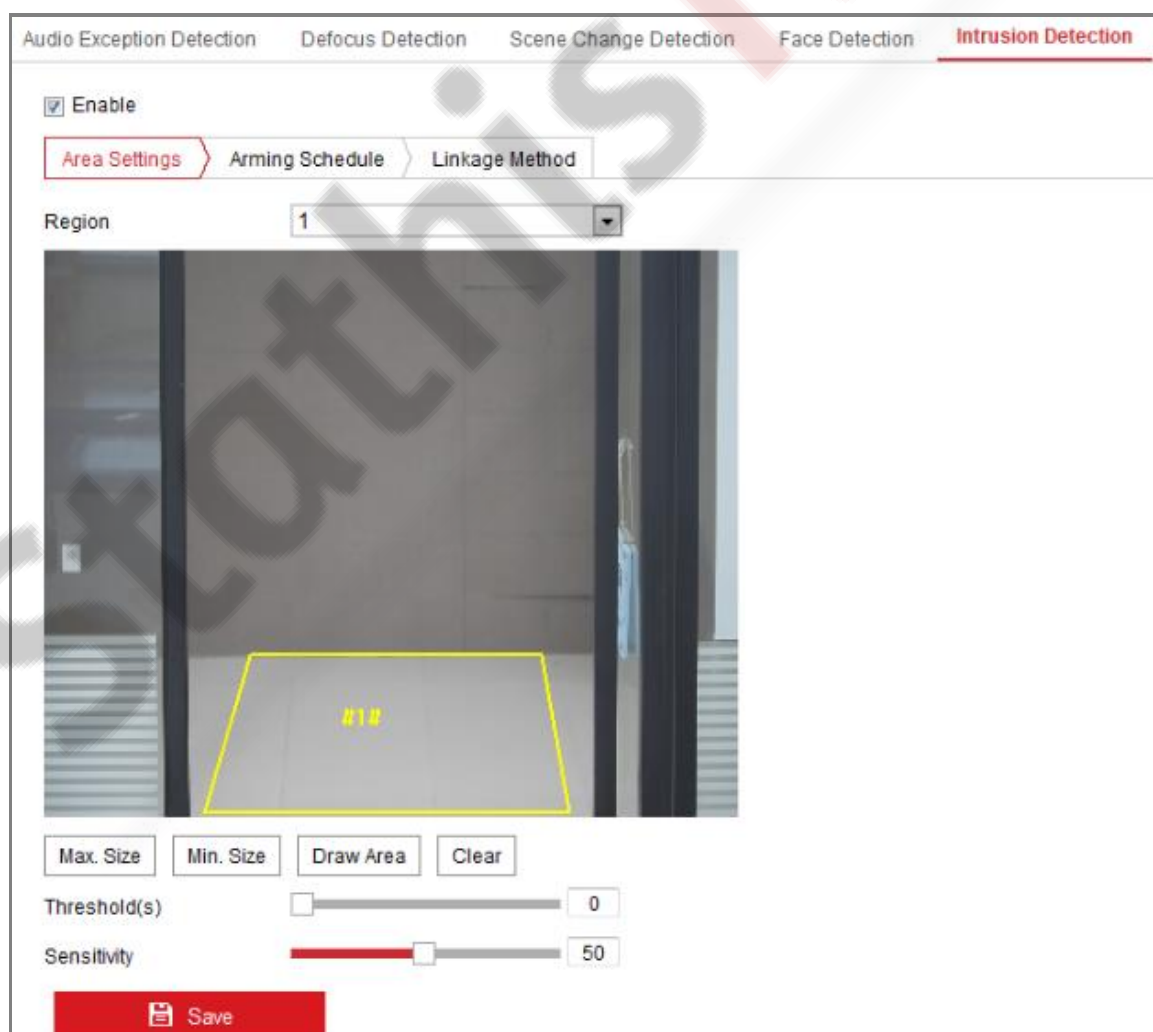 Audio Exception Detection Defocus Detection Scene Change Detection Face Detection Intrusion Detection
Enable
Area Settings Arming Schedule Linkage Method
Region 1
#1#
Max. Size Min. Size Draw Area Clear
Threshold(s) 0
Sensitivity 50
Save
Stathis